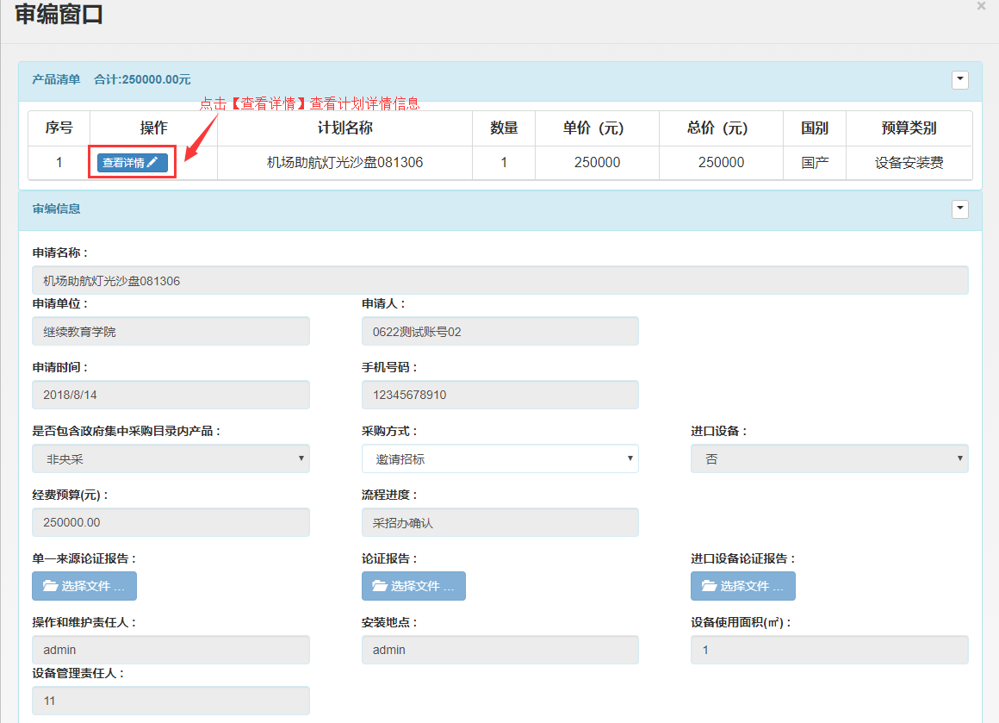 审编窗口
×
产品清单 合计:250000.00元
点击【查看详情】查看计划详情信息
序号 操作 计划名称 数量 单价（元） 总价（元） 国别 预算类别
1 查看详情 机场助航灯光沙盘081306 1 250000 250000 国产 设备安装费
审编信息
申请名称：
机场助航灯光沙盘081306
申请单位： 申请人：
继续教育学院 0622测试账号02
申请时间： 手机号码：
2018/8/14 12345678910
是否包含政府集中采购目录内产品： 采购方式： 进口设备：
非央采 邀请招标 否
经费预算(元)： 流程进度：
250000.00 采招办确认
单一来源论证报告： 论证报告： 进口设备论证报告：
选择文件 ... 选择文件 ... 选择文件 ...
操作和维护责任人： 安装地点： 设备使用面积(㎡)：
admin admin 1
设备管理责任人：
11